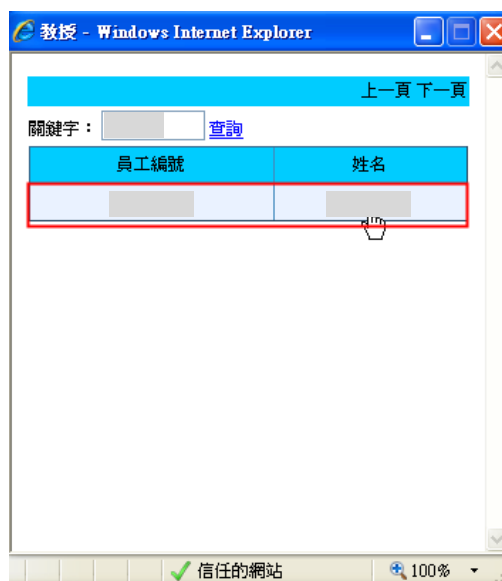 教授 - Windows Internet Explorer
上一頁 下一頁
關鍵字： 查詢
員工編號 姓名
信任的網站 100%